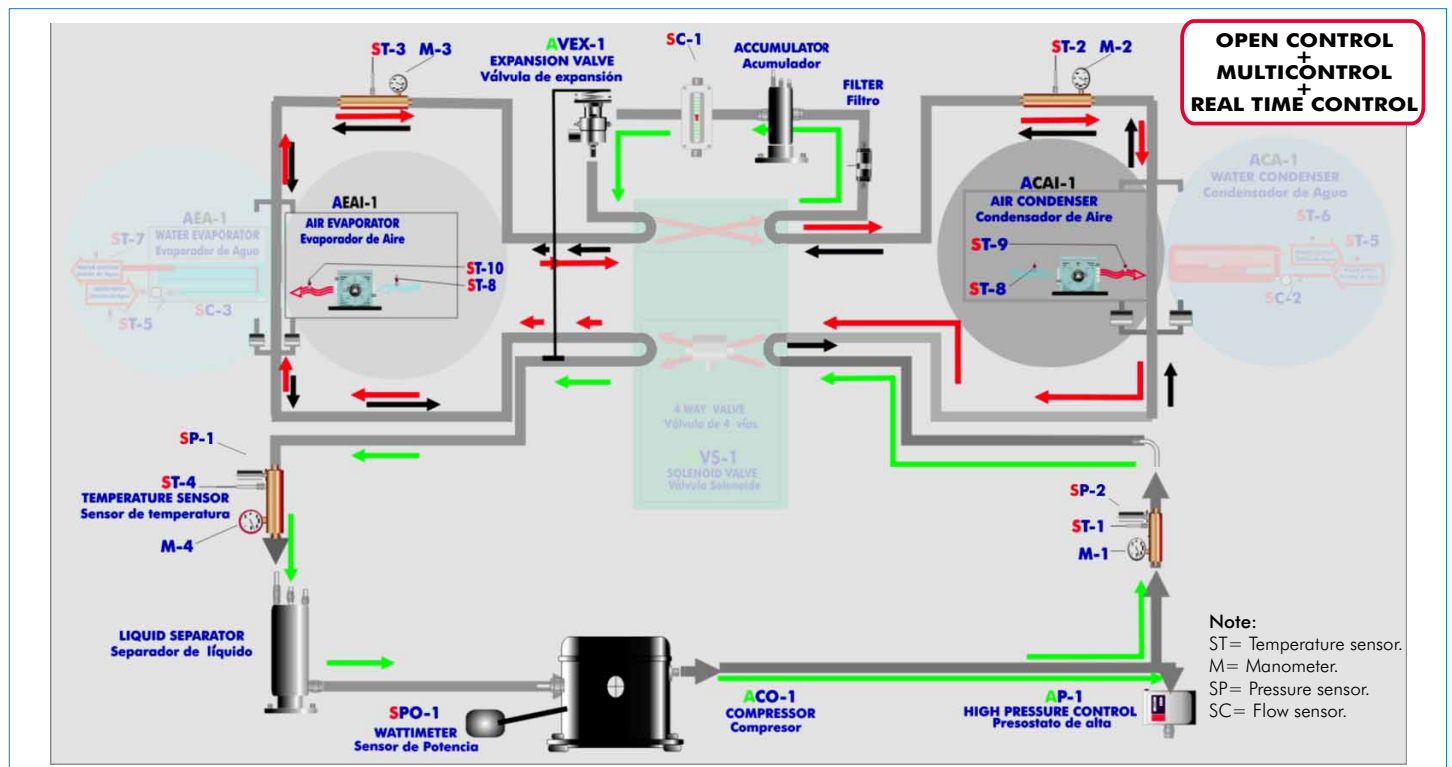 OPEN CONTROL
+
MULTICONTROL
+
REAL TIME CONTROL
ST-3 M-3
AVEX-1
EXPANSION VALVE
Válvula de expansión
SC-1
ACCUMULATOR
Acumulador
FILTER
Filtro
ST-2 M-2
AEA-1
WATER EVAPORATOR
Evaporador de Agua
ST-7
ST-5
SC-3
AEAI-1
AIR EVAPORATOR
Evaporador de Aire
ST-10
ST-8
ACAI-1
AIR CONDENSER
Condensador de Aire
ST-9
ST-8
ACA-1
WATER CONDENSER
Condensador de Agua
ST-6
ST-5
SC-2
4 WAY VALVE
Válvula de 4 vías
VS-1
SOLENOID VALVE
Válvula Solenoide
SP-1
ST-4
TEMPERATURE SENSOR
Sensor de temperatura
M-4
SP-2
ST-1
M-1
LIQUID SEPARATOR
Separador de líquido
SPO-1
WATTIMETER
Sensor de Potencia
ACO-1
COMPRESSOR
Compresor
AP-1
HIGH PRESSURE CONTROL
Presostato de alta
Note:
ST= Temperature sensor.
M= Manometer.
SP= Pressure sensor.
SC= Flow sensor.